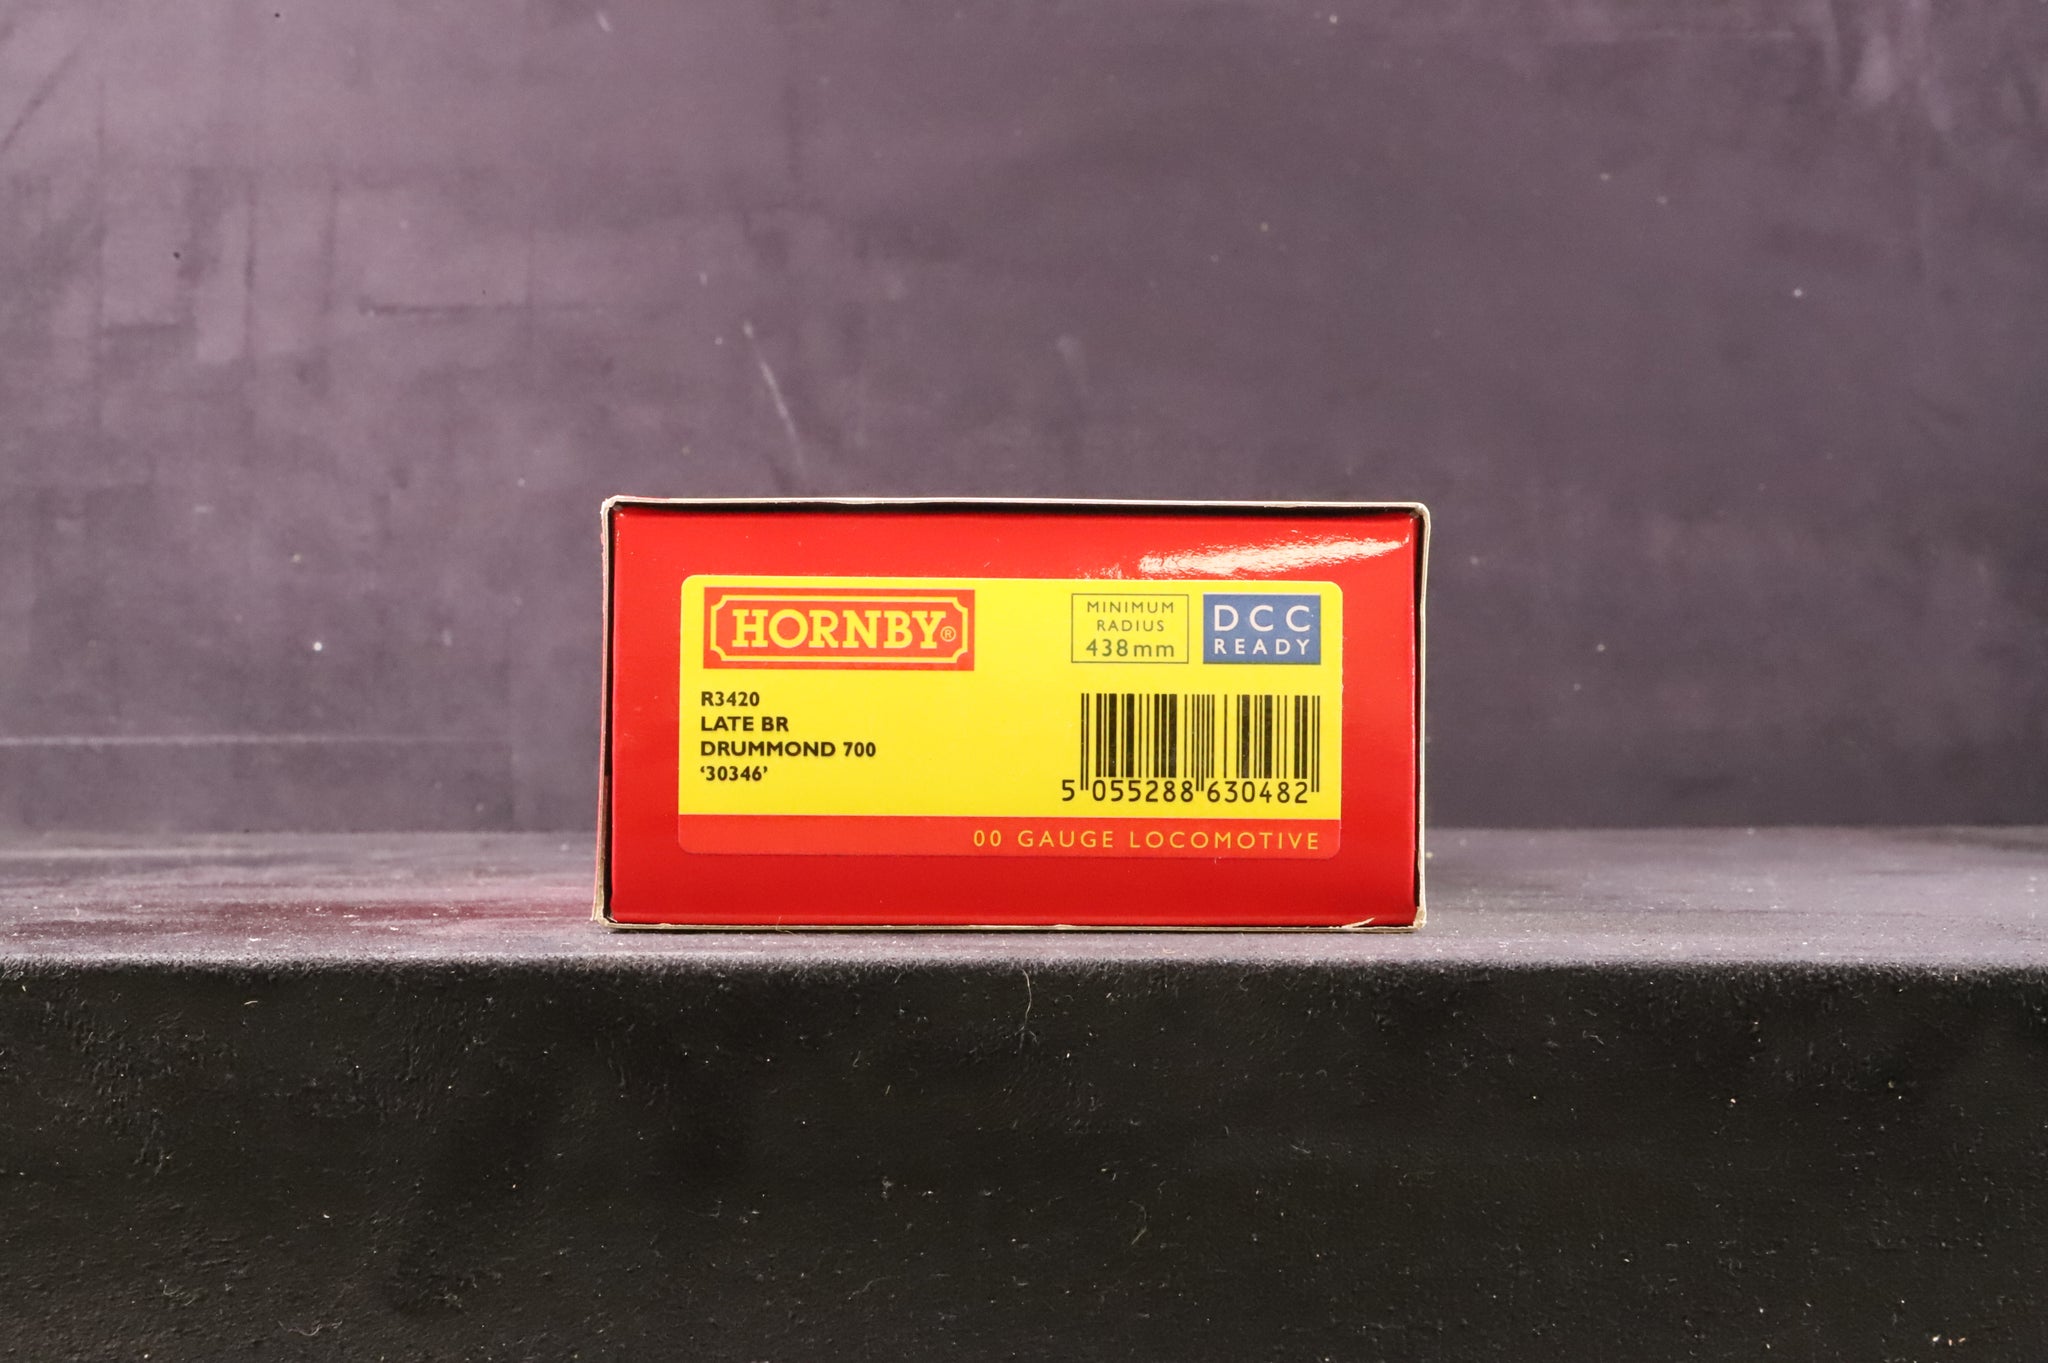 HORNBY®
MINIMUM
RADIUS
438mm
DCC
READY
R3420
LATE BR
DRUMMOND 700
‘30346’
5 055288 630482
00 GAUGE LOCOMOTIVE